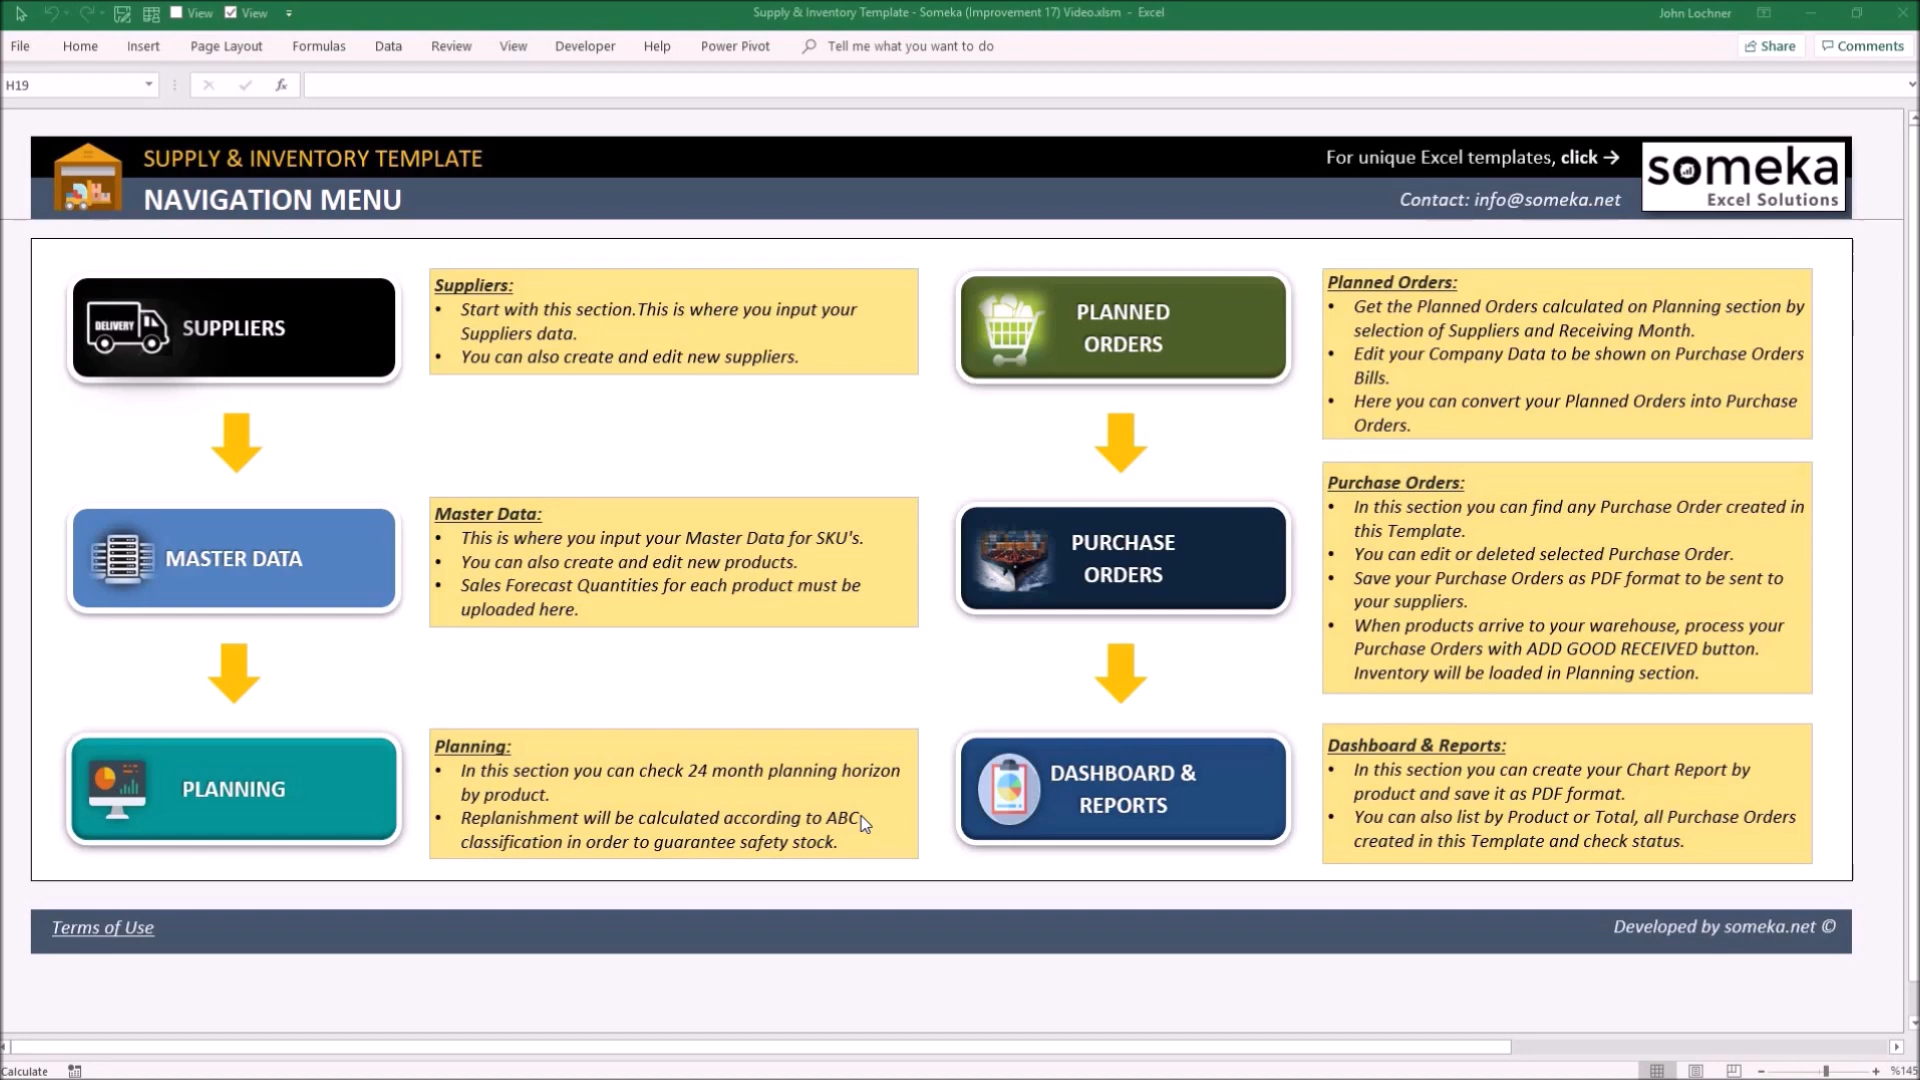 View
View
Supply & Inventory Template - Someka (Improvement 17) Video.xlsm - Excel
John Lochner
File
Home
Insert
Page Layout
Formulas
Data
Review
View
Developer
Help
Power Pivot
Tell me what you want to do
Share
Comments
H19
fx
SUPPLY & INVENTORY TEMPLATE
NAVIGATION MENU
For unique Excel templates, click →
Contact: info@someka.net
someka
Excel Solutions
DELIVERY
SUPPLIERS
Suppliers:
• Start with this section.This is where you input your
Suppliers data.
• You can also create and edit new suppliers.
MASTER DATA
Master Data:
• This is where you input your Master Data for SKU's.
• You can also create and edit new products.
• Sales Forecast Quantities for each product must be
uploaded here.
PLANNING
Planning:
• In this section you can check 24 month planning horizon
by product.
• Replanishment will be calculated according to ABC
classification in order to guarantee safety stock.
PLANNED
ORDERS
Planned Orders:
• Get the Planned Orders calculated on Planning section by
selection of Suppliers and Receiving Month.
• Edit your Company Data to be shown on Purchase Orders
Bills.
• Here you can convert your Planned Orders into Purchase
Orders.
PURCHASE
ORDERS
Purchase Orders:
• In this section you can find any Purchase Order created in
this Template.
• You can edit or deleted selected Purchase Order.
• Save your Purchase Orders as PDF format to be sent to
your suppliers.
• When products arrive to your warehouse, process your
Purchase Orders with ADD GOOD RECEIVED button.
Inventory will be loaded in Planning section.
DASHBOARD &
REPORTS
Dashboard & Reports:
• In this section you can create your Chart Report by
product and save it as PDF format.
• You can also list by Product or Total, all Purchase Orders
created in this Template and check status.
Terms of Use
Developed by someka.net ©
Calculate
%145